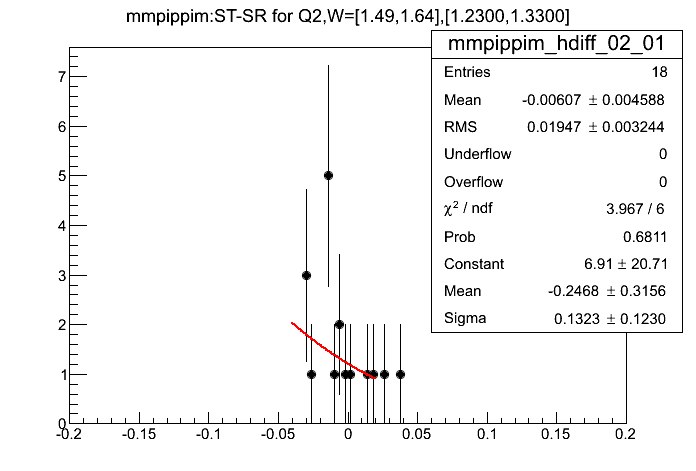 mmpippim:ST-SR for Q2,W=[1.49,1.64],[1.2300,1.3300]
mmpippim_hdiff_02_01
Entries 18
Mean -0.00607 ± 0.004588
RMS 0.01947 ± 0.003244
Underflow 0
Overflow 0
χ² / ndf 3.967 / 6
Prob 0.6811
Constant 6.91 ± 20.71
Mean -0.2468 ± 0.3156
Sigma 0.1323 ± 0.1230
7
6
5
4
3
2
1
0
-0.2 -0.15 -0.1 -0.05 0 0.05 0.1 0.15 0.2